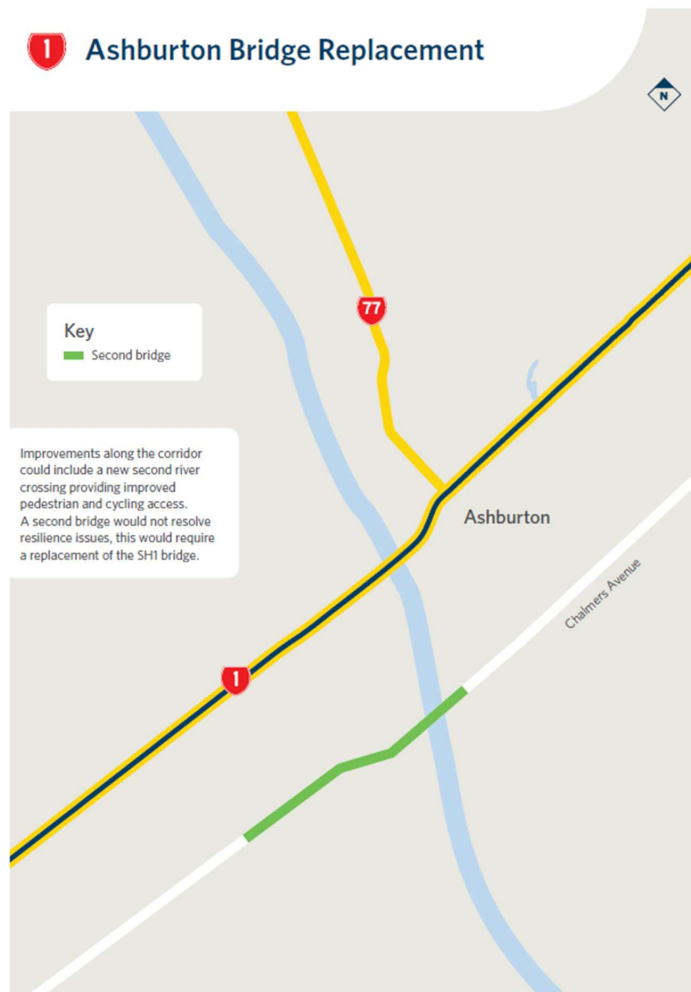 1
Ashburton Bridge Replacement
N
77
Key
Second bridge
Improvements along the corridor
could include a new second river
crossing providing improved
pedestrian and cycling access.
A second bridge would not resolve
resilience issues, this would require
a replacement of the SH1 bridge.
Ashburton
Chalmers Avenue
1